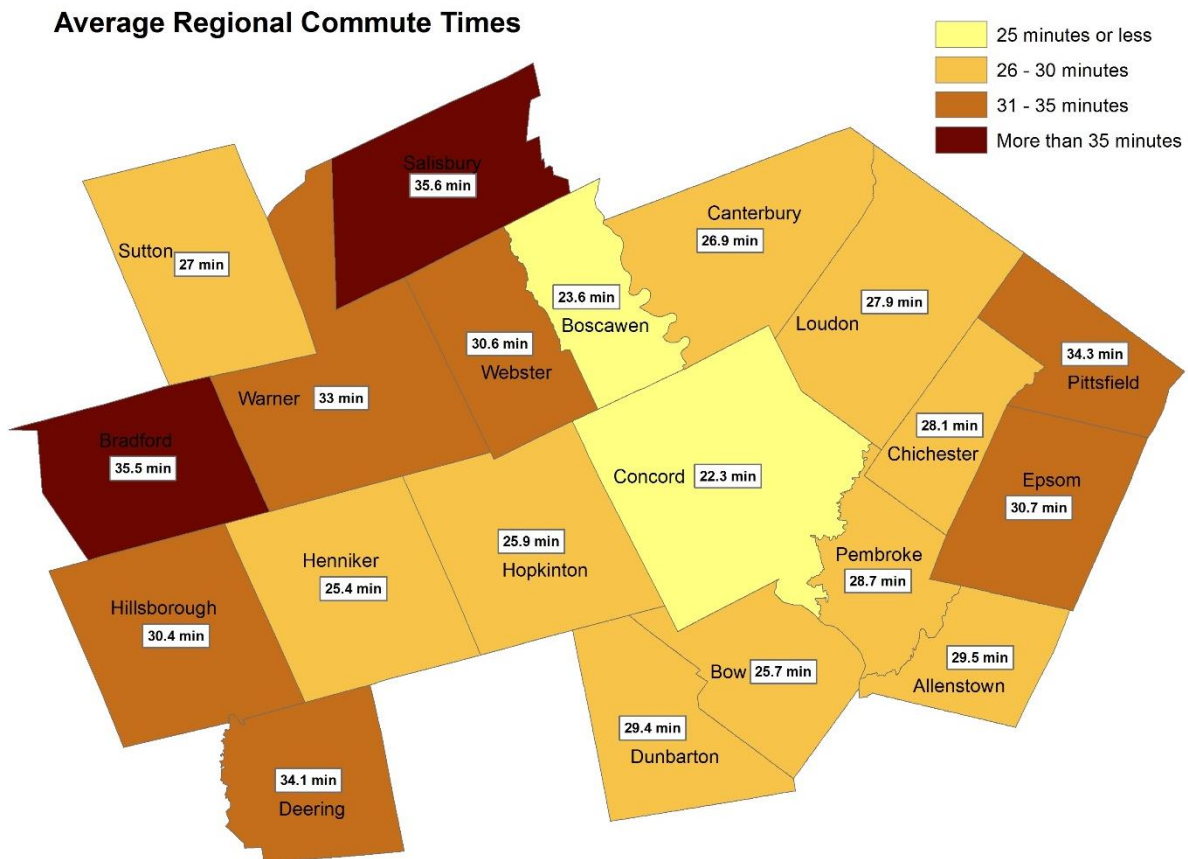 Average Regional Commute Times
25 minutes or less
26 - 30 minutes
31 - 35 minutes
More than 35 minutes
Salisbury
35.6 min
Sutton
27 min
Canterbury
26.9 min
23.6 min
Boscawen
27.9 min
Loudon
30.6 min
Webster
34.3 min
Pittsfield
Warner
33 min
28.1 min
Chichester
Bradford
35.5 min
Concord
22.3 min
Epsom
30.7 min
25.9 min
Hopkinton
Henniker
25.4 min
Pembroke
28.7 min
Hillsborough
30.4 min
29.5 min
Allenstown
Bow
25.7 min
29.4 min
Dunbarton
34.1 min
Deering